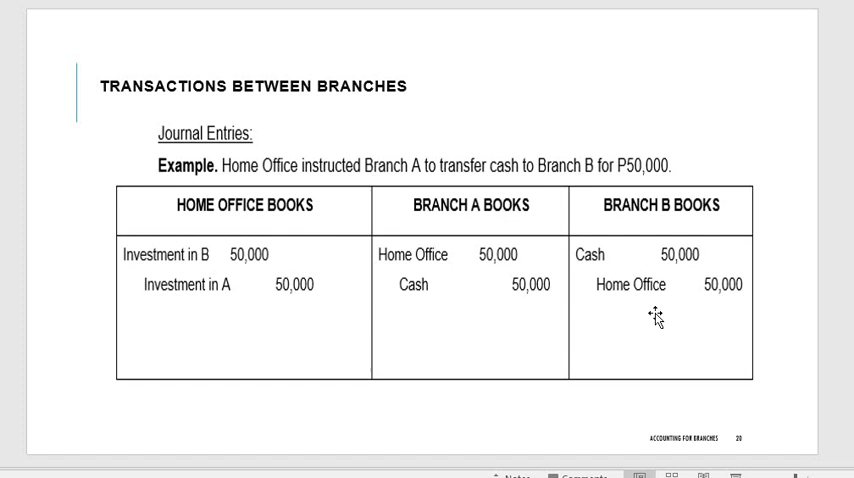 TRANSACTIONS BETWEEN BRANCHES
Journal Entries:
Example. Home Office instructed Branch A to transfer cash to Branch B for P50,000.
HOME OFFICE BOOKS BRANCH A BOOKS BRANCH B BOOKS
Investment in B 50,000 Home Office 50,000 Cash 50,000
Investment in A 50,000 Cash 50,000 Home Office 50,000
ACCOUNTING FOR BRANCHES 20